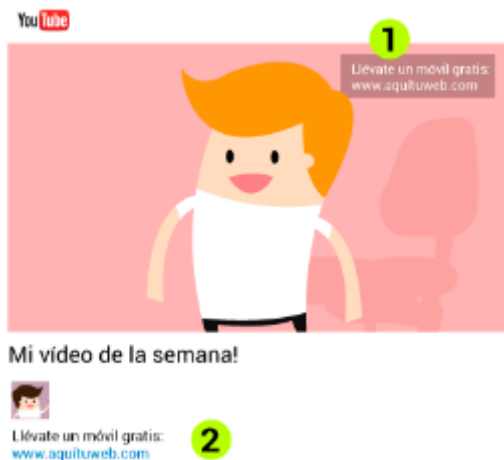 YouTube
1
Llévate un móvil gratis:
www.aquituweb.com
Mi vídeo de la semana!
Llévate un móvil gratis:
www.aquítuweb.com
2